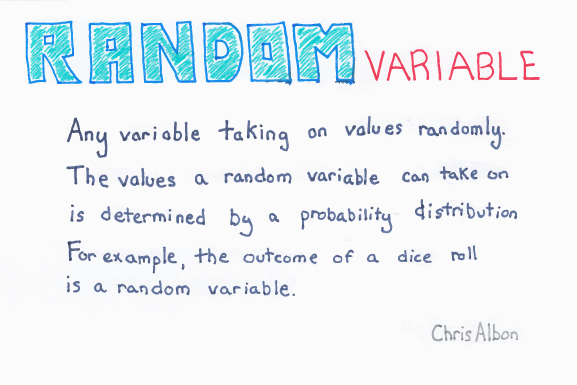 RANDOM VARIABLE
Any variable taking on values randomly.
The values a random variable can take on
is determined by a probability distribution
For example, the outcome of a dice roll
is a random variable.
Chris Albon